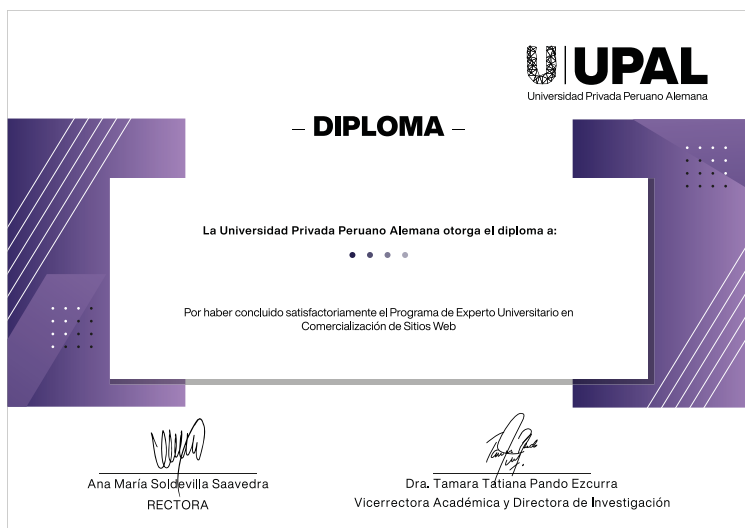 UPAL
Universidad Privada Peruano Alemana
– DIPLOMA –
La Universidad Privada Peruano Alemana otorga el diploma a:
Por haber concluido satisfactoriamente el Programa de Experto Universitario en
Comercialización de Sitios Web
Ana María Soldevilla Saavedra
RECTORA
Dra. Tamara Tatiana Pando Ezcurra
Vicerrectora Académica y Directora de Investigación